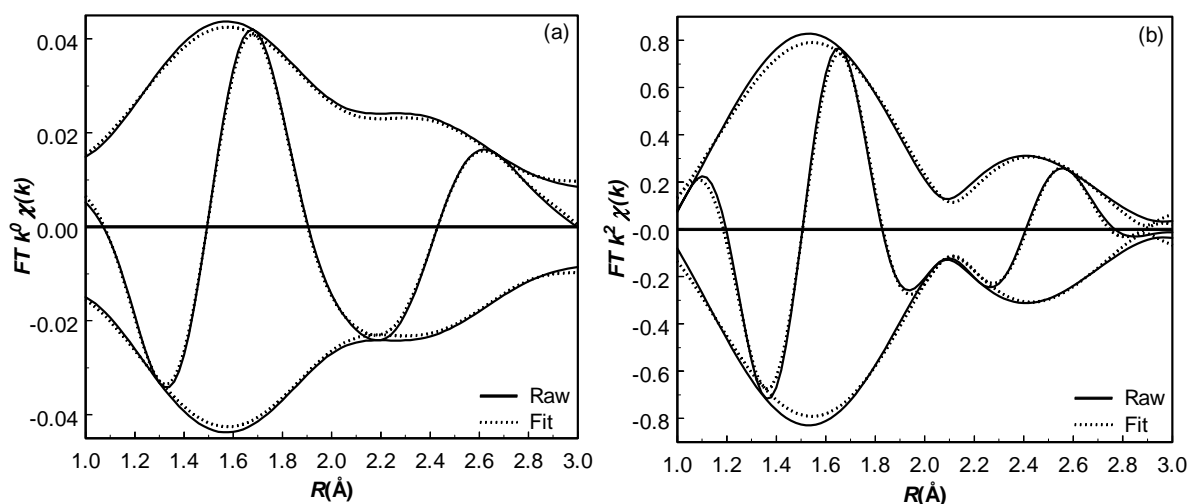 (a)
0.04
0.02
0.00
-0.02
-0.04
FT k⁰ χ(k)
Raw
Fit
1.0 1.2 1.4 1.6 1.8 2.0 2.2 2.4 2.6 2.8 3.0
R(Å)
(b)
0.8
0.6
0.4
0.2
-0.0
-0.2
-0.4
-0.6
-0.8
FT k² χ(k)
Raw
Fit
1.0 1.2 1.4 1.6 1.8 2.0 2.2 2.4 2.6 2.8 3.0
R(Å)